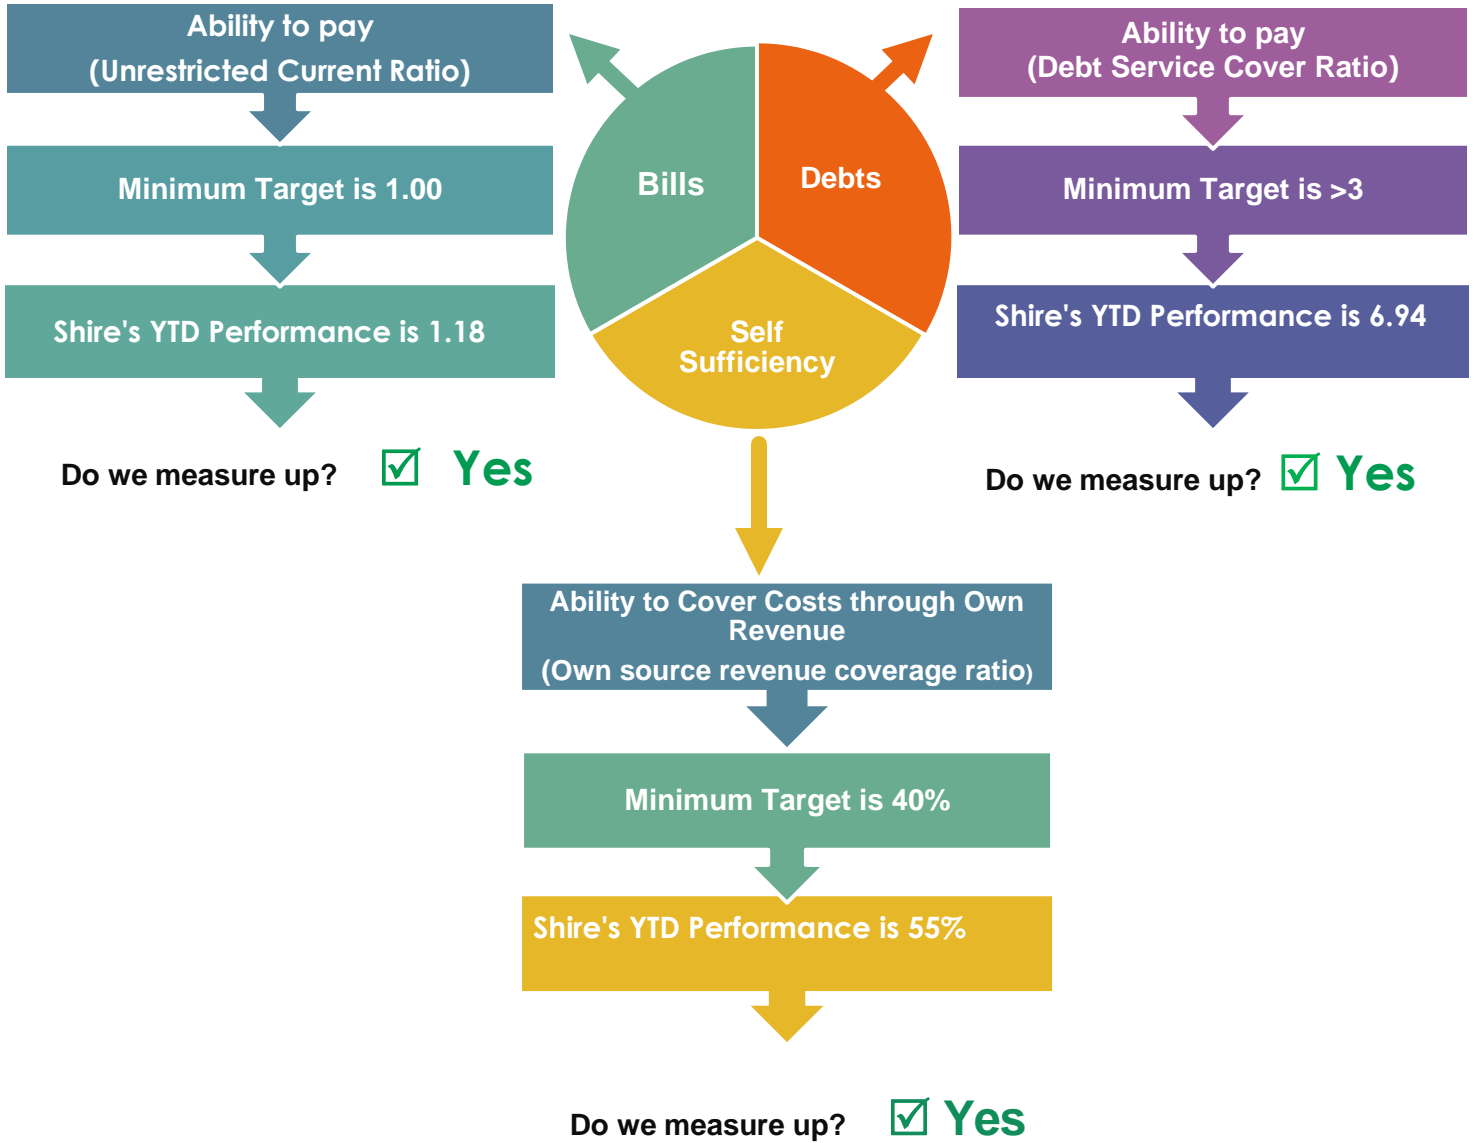 Ability to pay
(Unrestricted Current Ratio)
Minimum Target is 1.00
Shire's YTD Performance is 1.18
Do we measure up? ☑ Yes
Bills
Debts
Self
Sufficiency
Ability to pay
(Debt Service Cover Ratio)
Minimum Target is >3
Shire's YTD Performance is 6.94
Do we measure up? ☑ Yes
Ability to Cover Costs through Own
Revenue
(Own source revenue coverage ratio)
Minimum Target is 40%
Shire's YTD Performance is 55%
Do we measure up? ☑ Yes